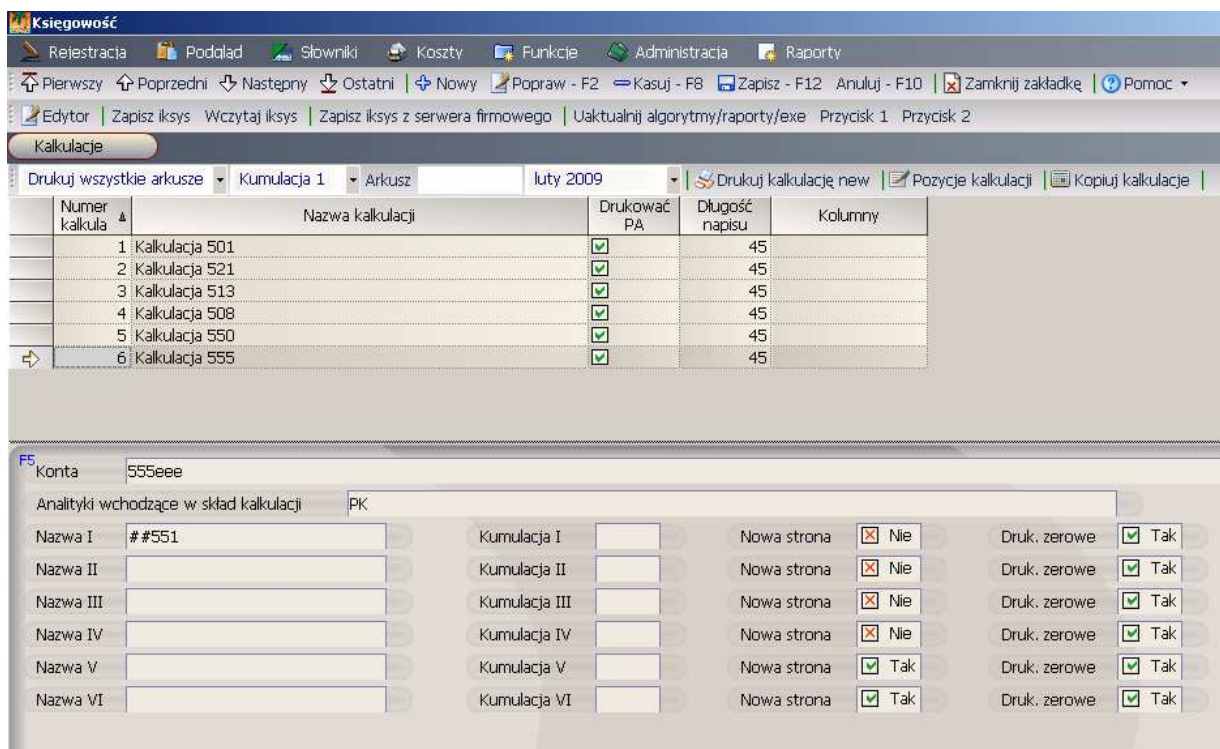 Księgowość
Rejestracja Podgląd Słowniki Koszty Funkcje Administracja Raporty
Pierwszy Poprzedni Następny Ostatni Nowy Popraw - F2 Kasuj - F8 Zapisz - F12 Anuluj - F10 Zamknij zakładkę Pomoc
Edytor Zapisz iksys Wczytaj iksys Zapisz iksys z serwera firmowego Uaktualnij algorytmy/raporty/exe Przycisk 1 Przycisk 2
Kalkulacje
Drukuj wszystkie arkusze Kumulacja 1 Arkusz luty 2009 Drukuj kalkulację new Pozycje kalkulacji Kopiuj kalkulacje
Numer kalkula Nazwa kalkulacji Drukować PA Długość napisu Kolumny
1 Kalkulacja 501 45
2 Kalkulacja 521 45
3 Kalkulacja 513 45
4 Kalkulacja 508 45
5 Kalkulacja 550 45
6 Kalkulacja 555 45
F5
Konta 555eee
Analityki wchodzące w skład kalkulacji PK
Nazwa I ##551 Kumulacja I Nowa strona Nie Druk. zerowe Tak
Nazwa II Kumulacja II Nowa strona Nie Druk. zerowe Tak
Nazwa III Kumulacja III Nowa strona Nie Druk. zerowe Tak
Nazwa IV Kumulacja IV Nowa strona Nie Druk. zerowe Tak
Nazwa V Kumulacja V Nowa strona Tak Druk. zerowe Tak
Nazwa VI Kumulacja VI Nowa strona Tak Druk. zerowe Tak